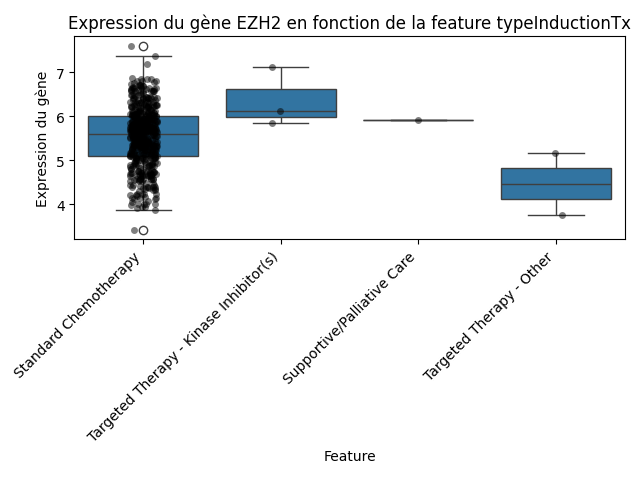 Expression du gène EZH2 en fonction de la feature typeInductionTx
Expression du gène
7
6
5
4
Standard Chemotherapy
Targeted Therapy - Kinase Inhibitor(s)
Supportive/Palliative Care
Targeted Therapy - Other
Feature